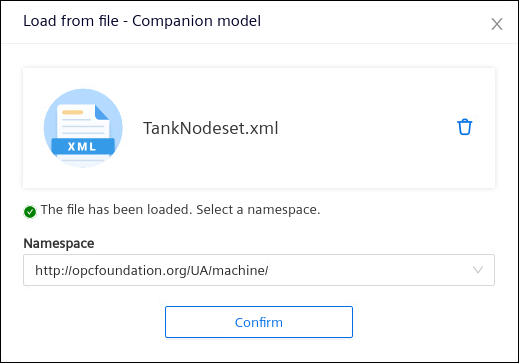 Load from file - Companion model
XML
TankNodeset.xml
The file has been loaded. Select a namespace.
Namespace
http://opcfoundation.org/UA/machine/
Confirm